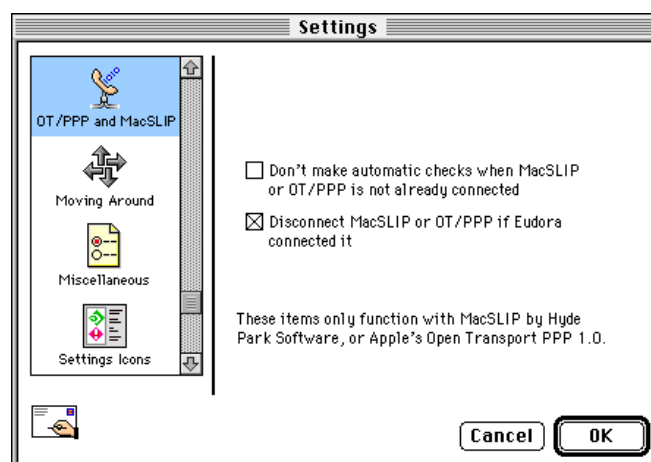 Settings
OT/PPP and MacSLIP
Moving Around
Miscellaneous
Settings Icons
Don't make automatic checks when MacSLIP
or OT/PPP is not already connected
Disconnect MacSLIP or OT/PPP if Eudora
connected it
These items only function with MacSLIP by Hyde
Park Software, or Apple's Open Transport PPP 1.0.
Cancel
OK